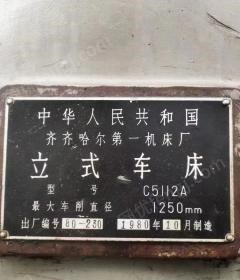 中华人民共和国
齐齐哈尔第一机床厂
立式车床
型号 C5112A
最大车削直径 1250mm
出厂编号 80-230 1980年10月制造